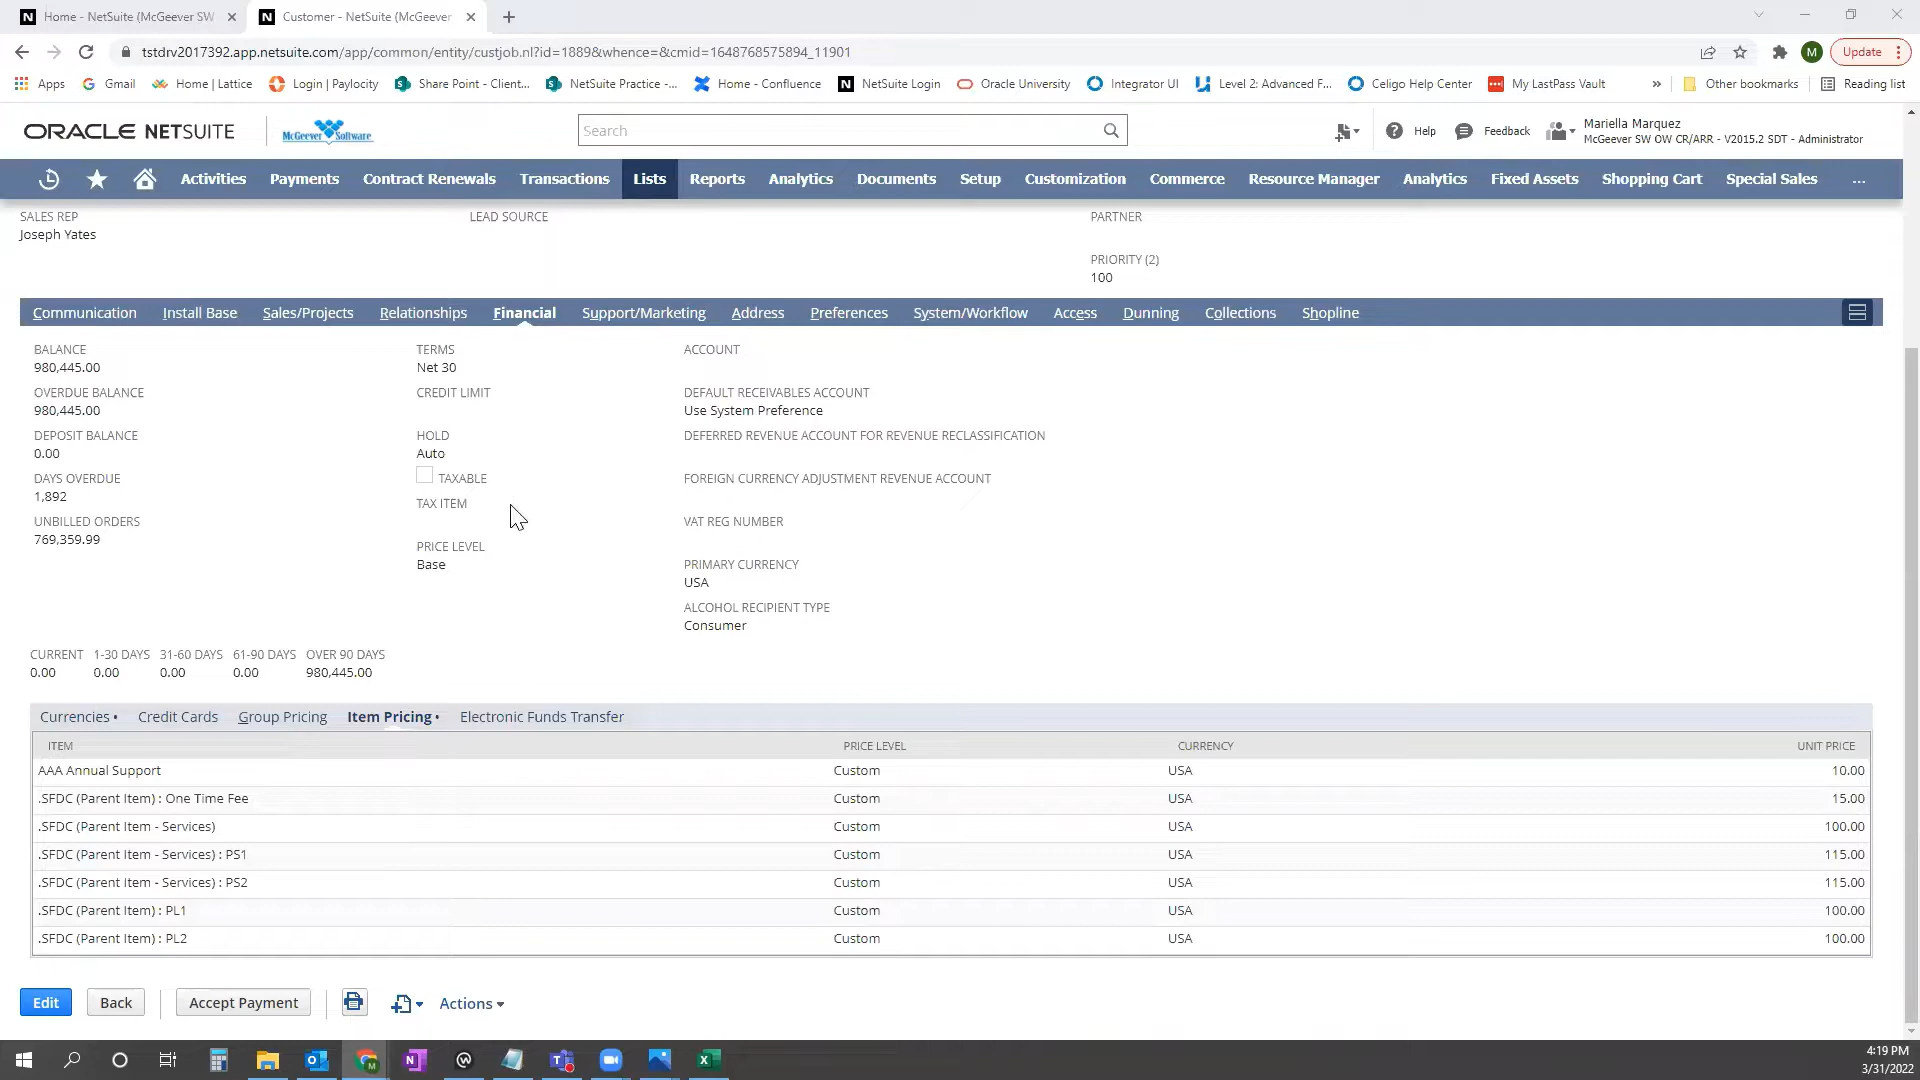 Home - NetSuite (McGeever SW
Customer - NetSuite (McGeever
tstdrv2017392.app.netsuite.com/app/common/entity/custjob.nl?id=1889&whence=&cmid=1648768575894_11901
M
Update
Apps
Gmail
Home | Lattice
Login | Paylocity
Share Point - Client...
NetSuite Practice -...
Home - Confluence
NetSuite Login
Oracle University
Integrator UI
Level 2: Advanced F...
Celigo Help Center
My LastPass Vault
»
Other bookmarks
Reading list
ORACLE NETSUITE
McGeever Software
Search
Help
Feedback
Mariella Marquez
McGeever SW OW CR/ARR - V2015.2 SDT - Administrator
Activities
Payments
Contract Renewals
Transactions
Lists
Reports
Analytics
Documents
Setup
Customization
Commerce
Resource Manager
Analytics
Fixed Assets
Shopping Cart
Special Sales
...
SALES REP
Joseph Yates
LEAD SOURCE
PARTNER
PRIORITY (2)
100
Communication
Install Base
Sales/Projects
Relationships
Financial
Support/Marketing
Address
Preferences
System/Workflow
Access
Dunning
Collections
Shopline
BALANCE
980,445.00
OVERDUE BALANCE
980,445.00
DEPOSIT BALANCE
0.00
DAYS OVERDUE
1,892
UNBILLED ORDERS
769,359.99
TERMS
Net 30
CREDIT LIMIT
HOLD
Auto
TAXABLE
TAX ITEM
PRICE LEVEL
Base
ACCOUNT
DEFAULT RECEIVABLES ACCOUNT
Use System Preference
DEFERRED REVENUE ACCOUNT FOR REVENUE RECLASSIFICATION
FOREIGN CURRENCY ADJUSTMENT REVENUE ACCOUNT
VAT REG NUMBER
PRIMARY CURRENCY
USA
ALCOHOL RECIPIENT TYPE
Consumer
CURRENT 1-30 DAYS 31-60 DAYS 61-90 DAYS OVER 90 DAYS
0.00 0.00 0.00 0.00 980,445.00
Currencies • Credit Cards Group Pricing Item Pricing • Electronic Funds Transfer
ITEM PRICE LEVEL CURRENCY UNIT PRICE
AAA Annual Support Custom USA 10.00
.SFDC (Parent Item) : One Time Fee Custom USA 15.00
.SFDC (Parent Item - Services) Custom USA 100.00
.SFDC (Parent Item - Services) : PS1 Custom USA 115.00
.SFDC (Parent Item - Services) : PS2 Custom USA 115.00
.SFDC (Parent Item) : PL1 Custom USA 100.00
.SFDC (Parent Item) : PL2 Custom USA 100.00
Edit
Back
Accept Payment
Actions
4:19 PM
3/31/2022